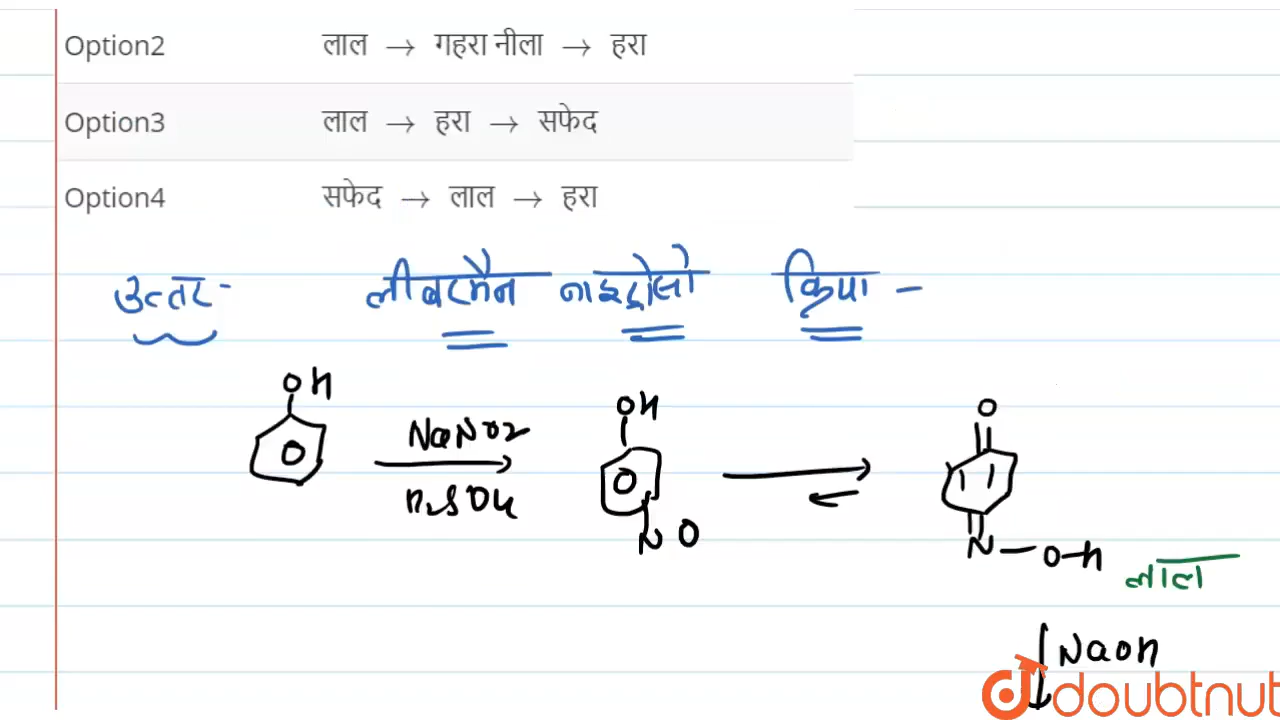 Option2 लाल → गहरा नीला → हरा
Option3 लाल → हरा → सफेद
Option4 सफेद → लाल → हरा
उत्तर- लीबरमैन नाइट्रोसो क्रिया -
OH
NaNO2
H2SO4
OH
NO
O
N-O-H
लाल
NaOH
doubtnut